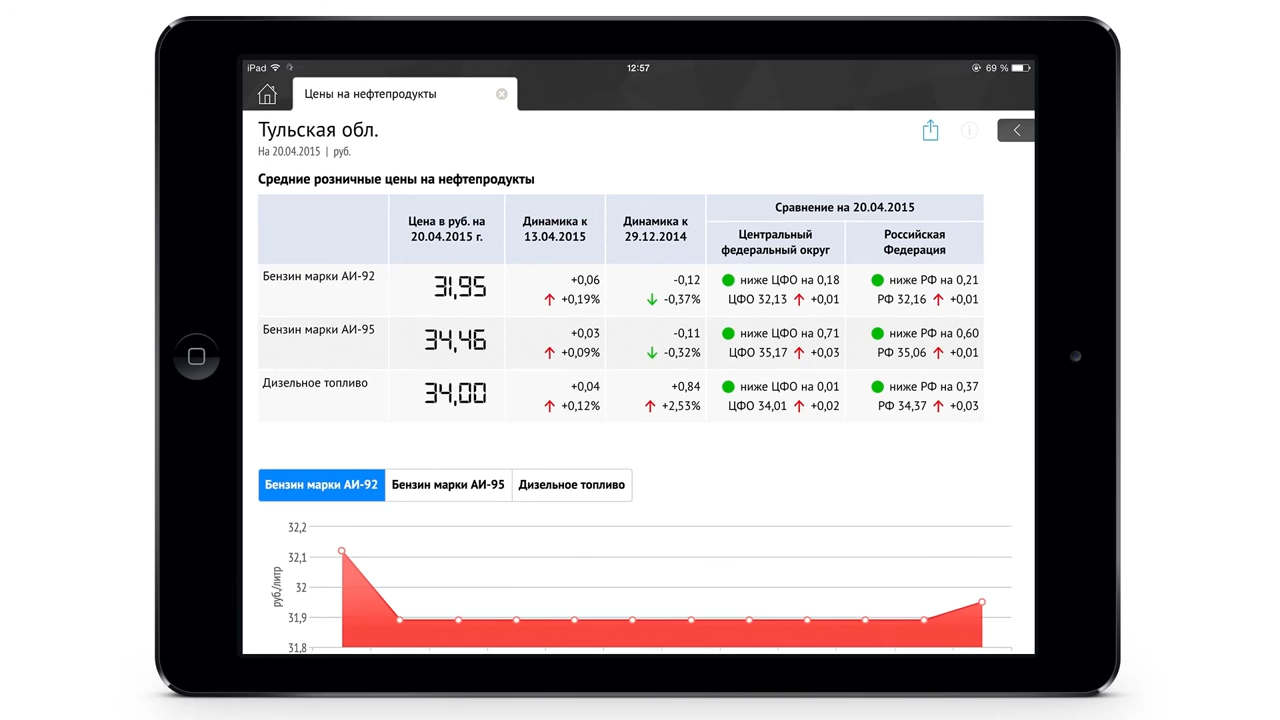 iPad 12:57 69 %
Цены на нефтепродукты
Тульская обл.
На 20.04.2015 | руб.
Средние розничные цены на нефтепродукты
Цена в руб. на 20.04.2015 г.
Динамика к 13.04.2015
Динамика к 29.12.2014
Сравнение на 20.04.2015
Центральный федеральный округ
Российская Федерация
Бензин марки АИ-92 31,95 +0,06 -0,12 ниже ЦФО на 0,18 ниже РФ на 0,21
+0,19% -0,37% ЦФО 32,13 +0,01 РФ 32,16 +0,01
Бензин марки АИ-95 34,46 +0,03 -0,11 ниже ЦФО на 0,71 ниже РФ на 0,60
+0,09% -0,32% ЦФО 35,17 +0,03 РФ 35,06 +0,01
Дизельное топливо 34,00 +0,04 +0,84 ниже ЦФО на 0,01 ниже РФ на 0,37
+0,12% +2,53% ЦФО 34,01 +0,02 РФ 34,37 +0,03
Бензин марки АИ-92 Бензин марки АИ-95 Дизельное топливо
руб./литр
32,2
32,1
32
31,9
31,8